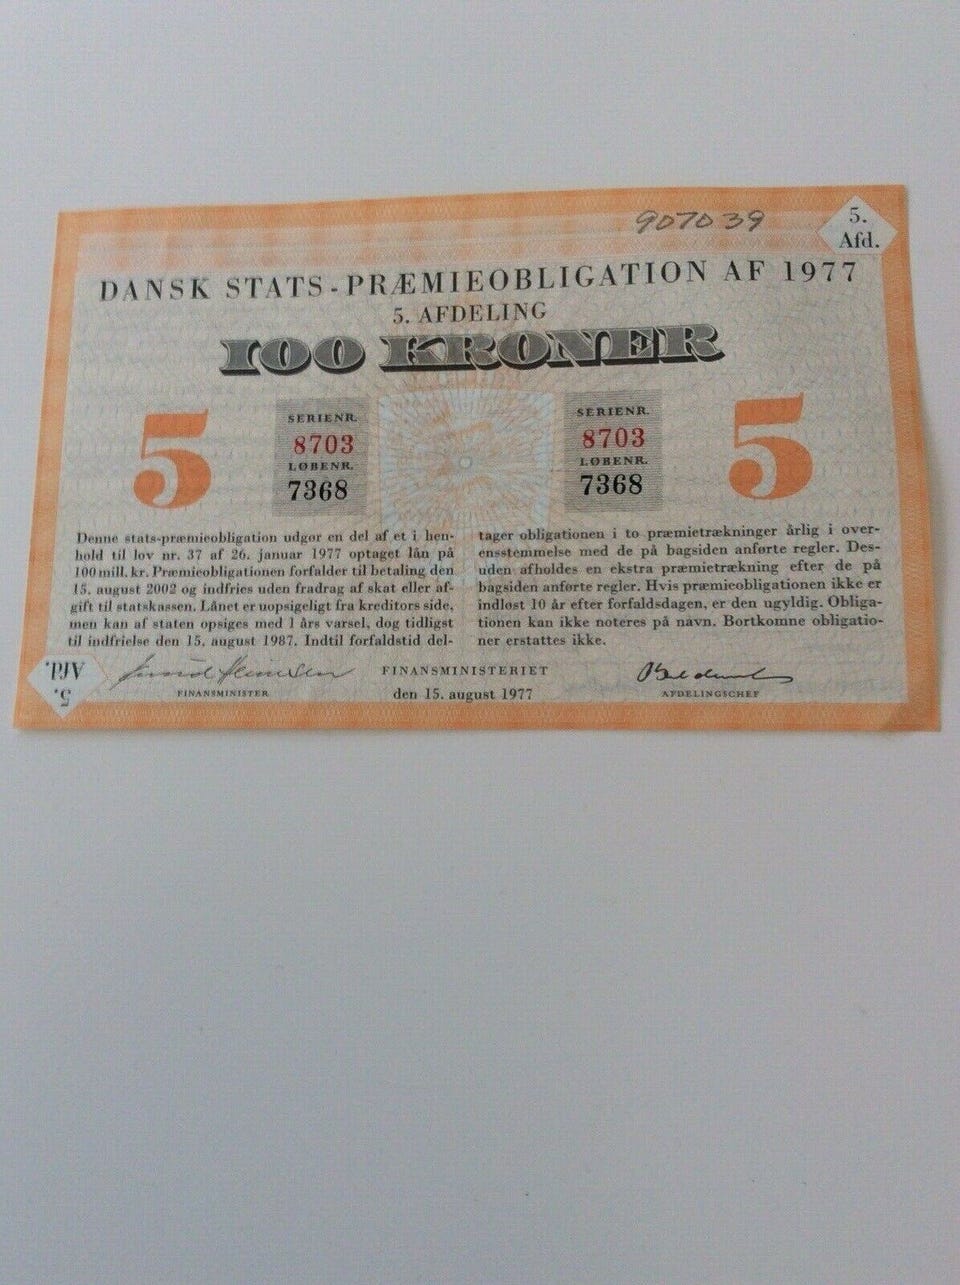 907039
5.
Afd.
DANSK STATS-PRÆMIEOBLIGATION AF 1977
5. AFDELING
100 KRONER
5
SERIENR.
8703
LØBENR.
7368
SERIENR.
8703
LØBENR.
7368
5
Denne stats-præmieobligation udgør en del af et i hen-
hold til lov nr. 37 af 26. januar 1977 optaget lån på
100 mill. kr. Præmieobligationen forfalder til betaling den
15. august 2002 og indfries uden fradrag af skat eller af-
gift til statskassen. Lånet er uopsigeligt fra kreditors side,
men kan af staten opsiges med 1 års varsel, dog tidligst
til indfrielse den 15. august 1987. Indtil forfaldstid del-
tager obligationen i to præmietrækninger årlig i over-
ensstemmelse med de på bagsiden anførte regler. Des-
uden afholdes en ekstra præmietrækning efter de på
bagsiden anførte regler. Hvis præmieobligationen ikke er
indløst 10 år efter forfaldsdagen, er den ugyldig. Obliga-
tionen kan ikke noteres på navn. Bortkomne obligatio-
ner erstattes ikke.
5.
Afd.
FINANSMINISTER
FINANSMINISTERIET
den 15. august 1977
AFDELINGSCHEF